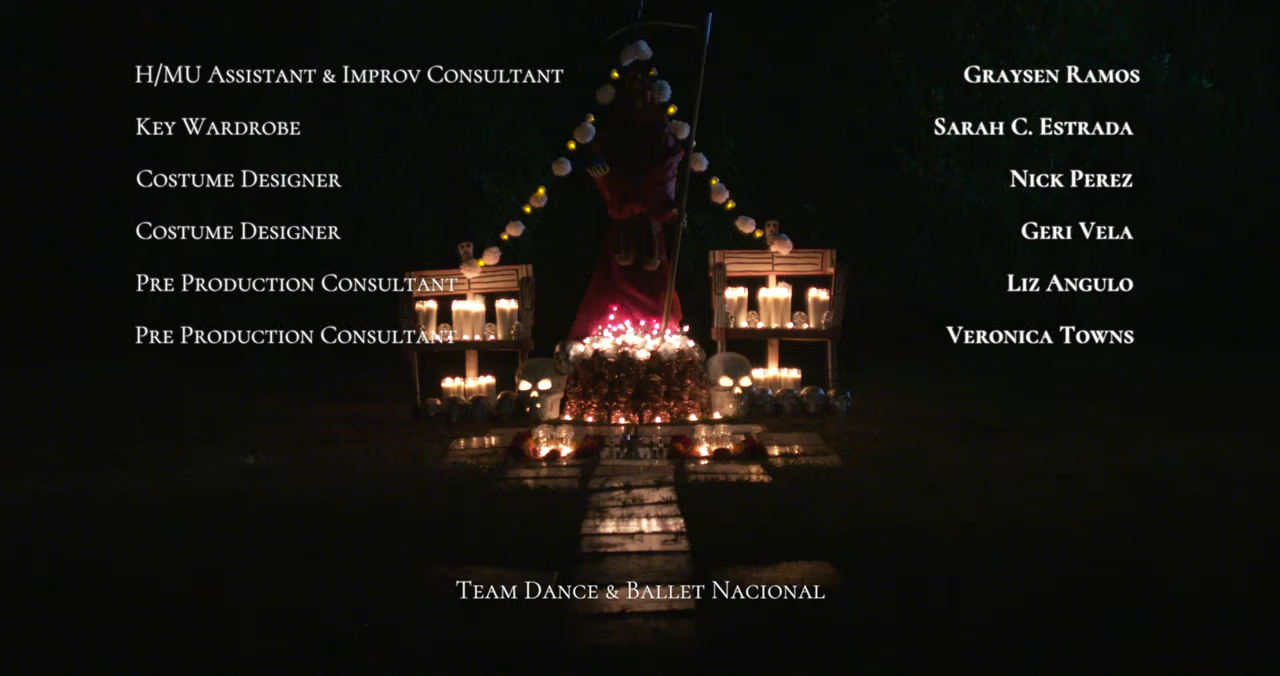 H/MU Assistant & Improv Consultant Graysen Ramos
Key Wardrobe Sarah C. Estrada
Costume Designer Nick Perez
Costume Designer Geri Vela
Pre Production Consultant Liz Angulo
Pre Production Consultant Veronica Towns
Team Dance & Ballet Nacional